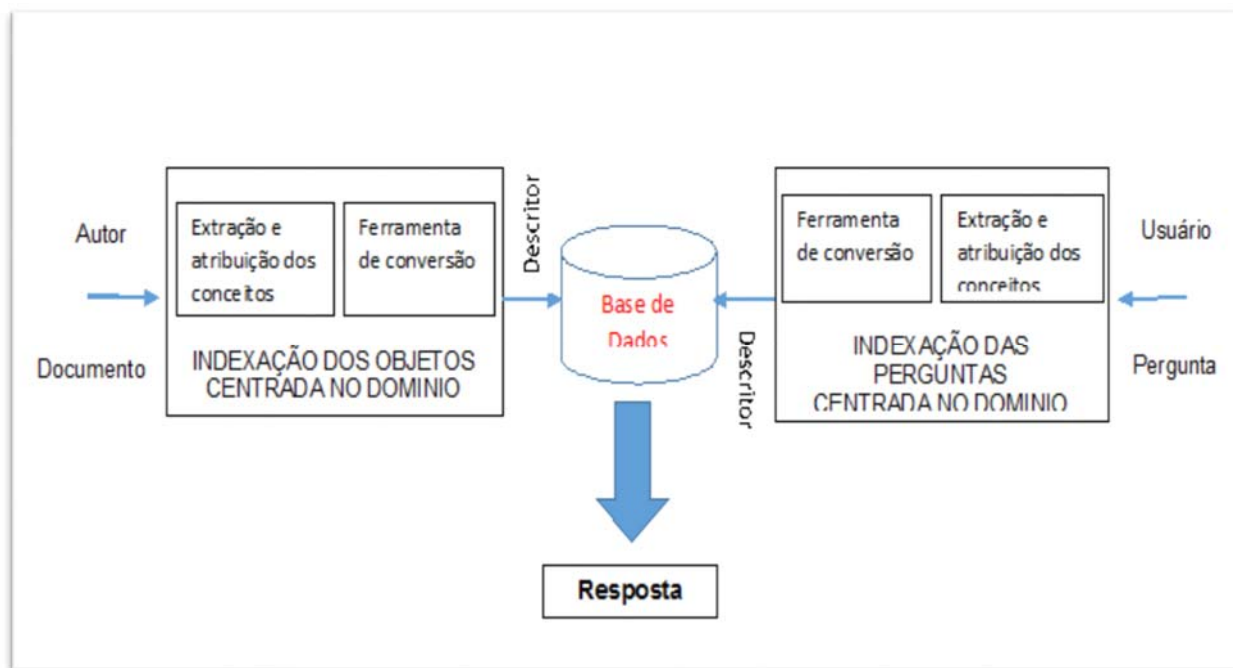 Autor
Documento
Extração e
atribuição dos
conceitos
Ferramenta
de conversão
INDEXAÇÃO DOS OBJETOS
CENTRADA NO DOMINIO
Descritor
Base de
Dados
Descritor
Ferramenta
de conversão
Extração e
atribuição dos
conceitos
INDEXAÇÃO DAS
PERGUNTAS
CENTRADA NO DOMINIO
Usuário
Pergunta
Resposta